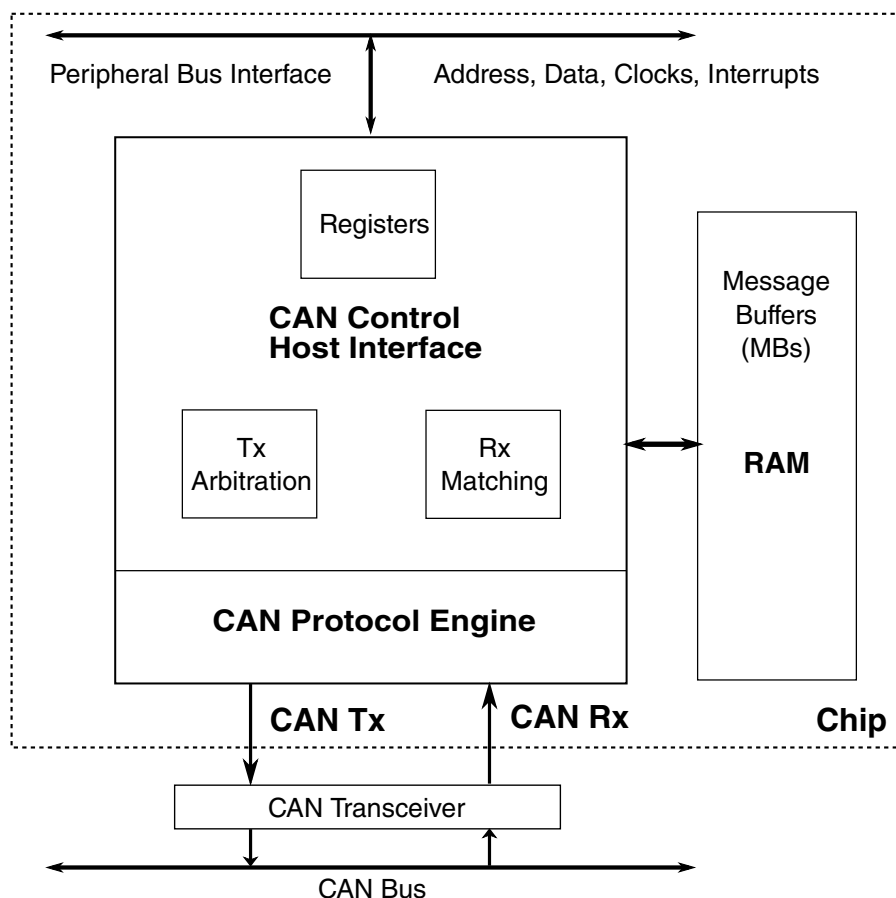 Peripheral Bus Interface
Address, Data, Clocks, Interrupts
Registers
CAN Control
Host Interface
Message
Buffers
(MBs)
Tx
Arbitration
Rx
Matching
RAM
CAN Protocol Engine
CAN Tx
CAN Rx
Chip
CAN Transceiver
CAN Bus